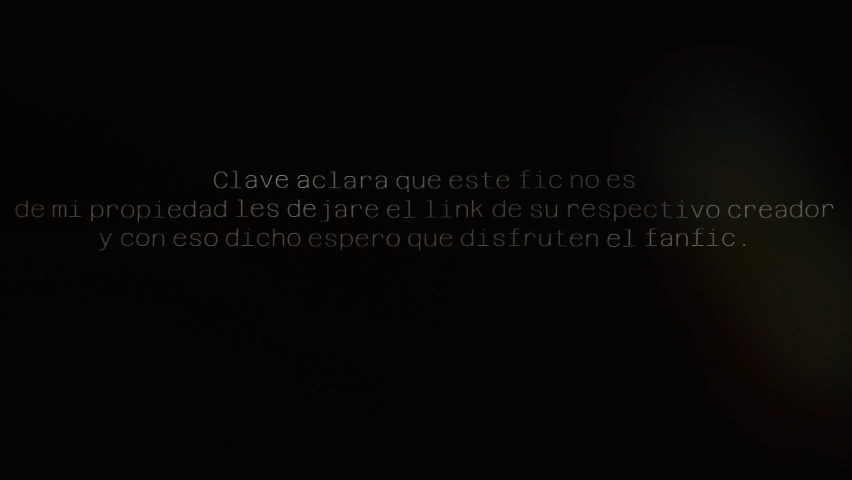 Clave aclara que este fic no es
de mi propiedad les dejare el link de su respectivo creador
y con eso dicho espero que disfruten el fanfic.